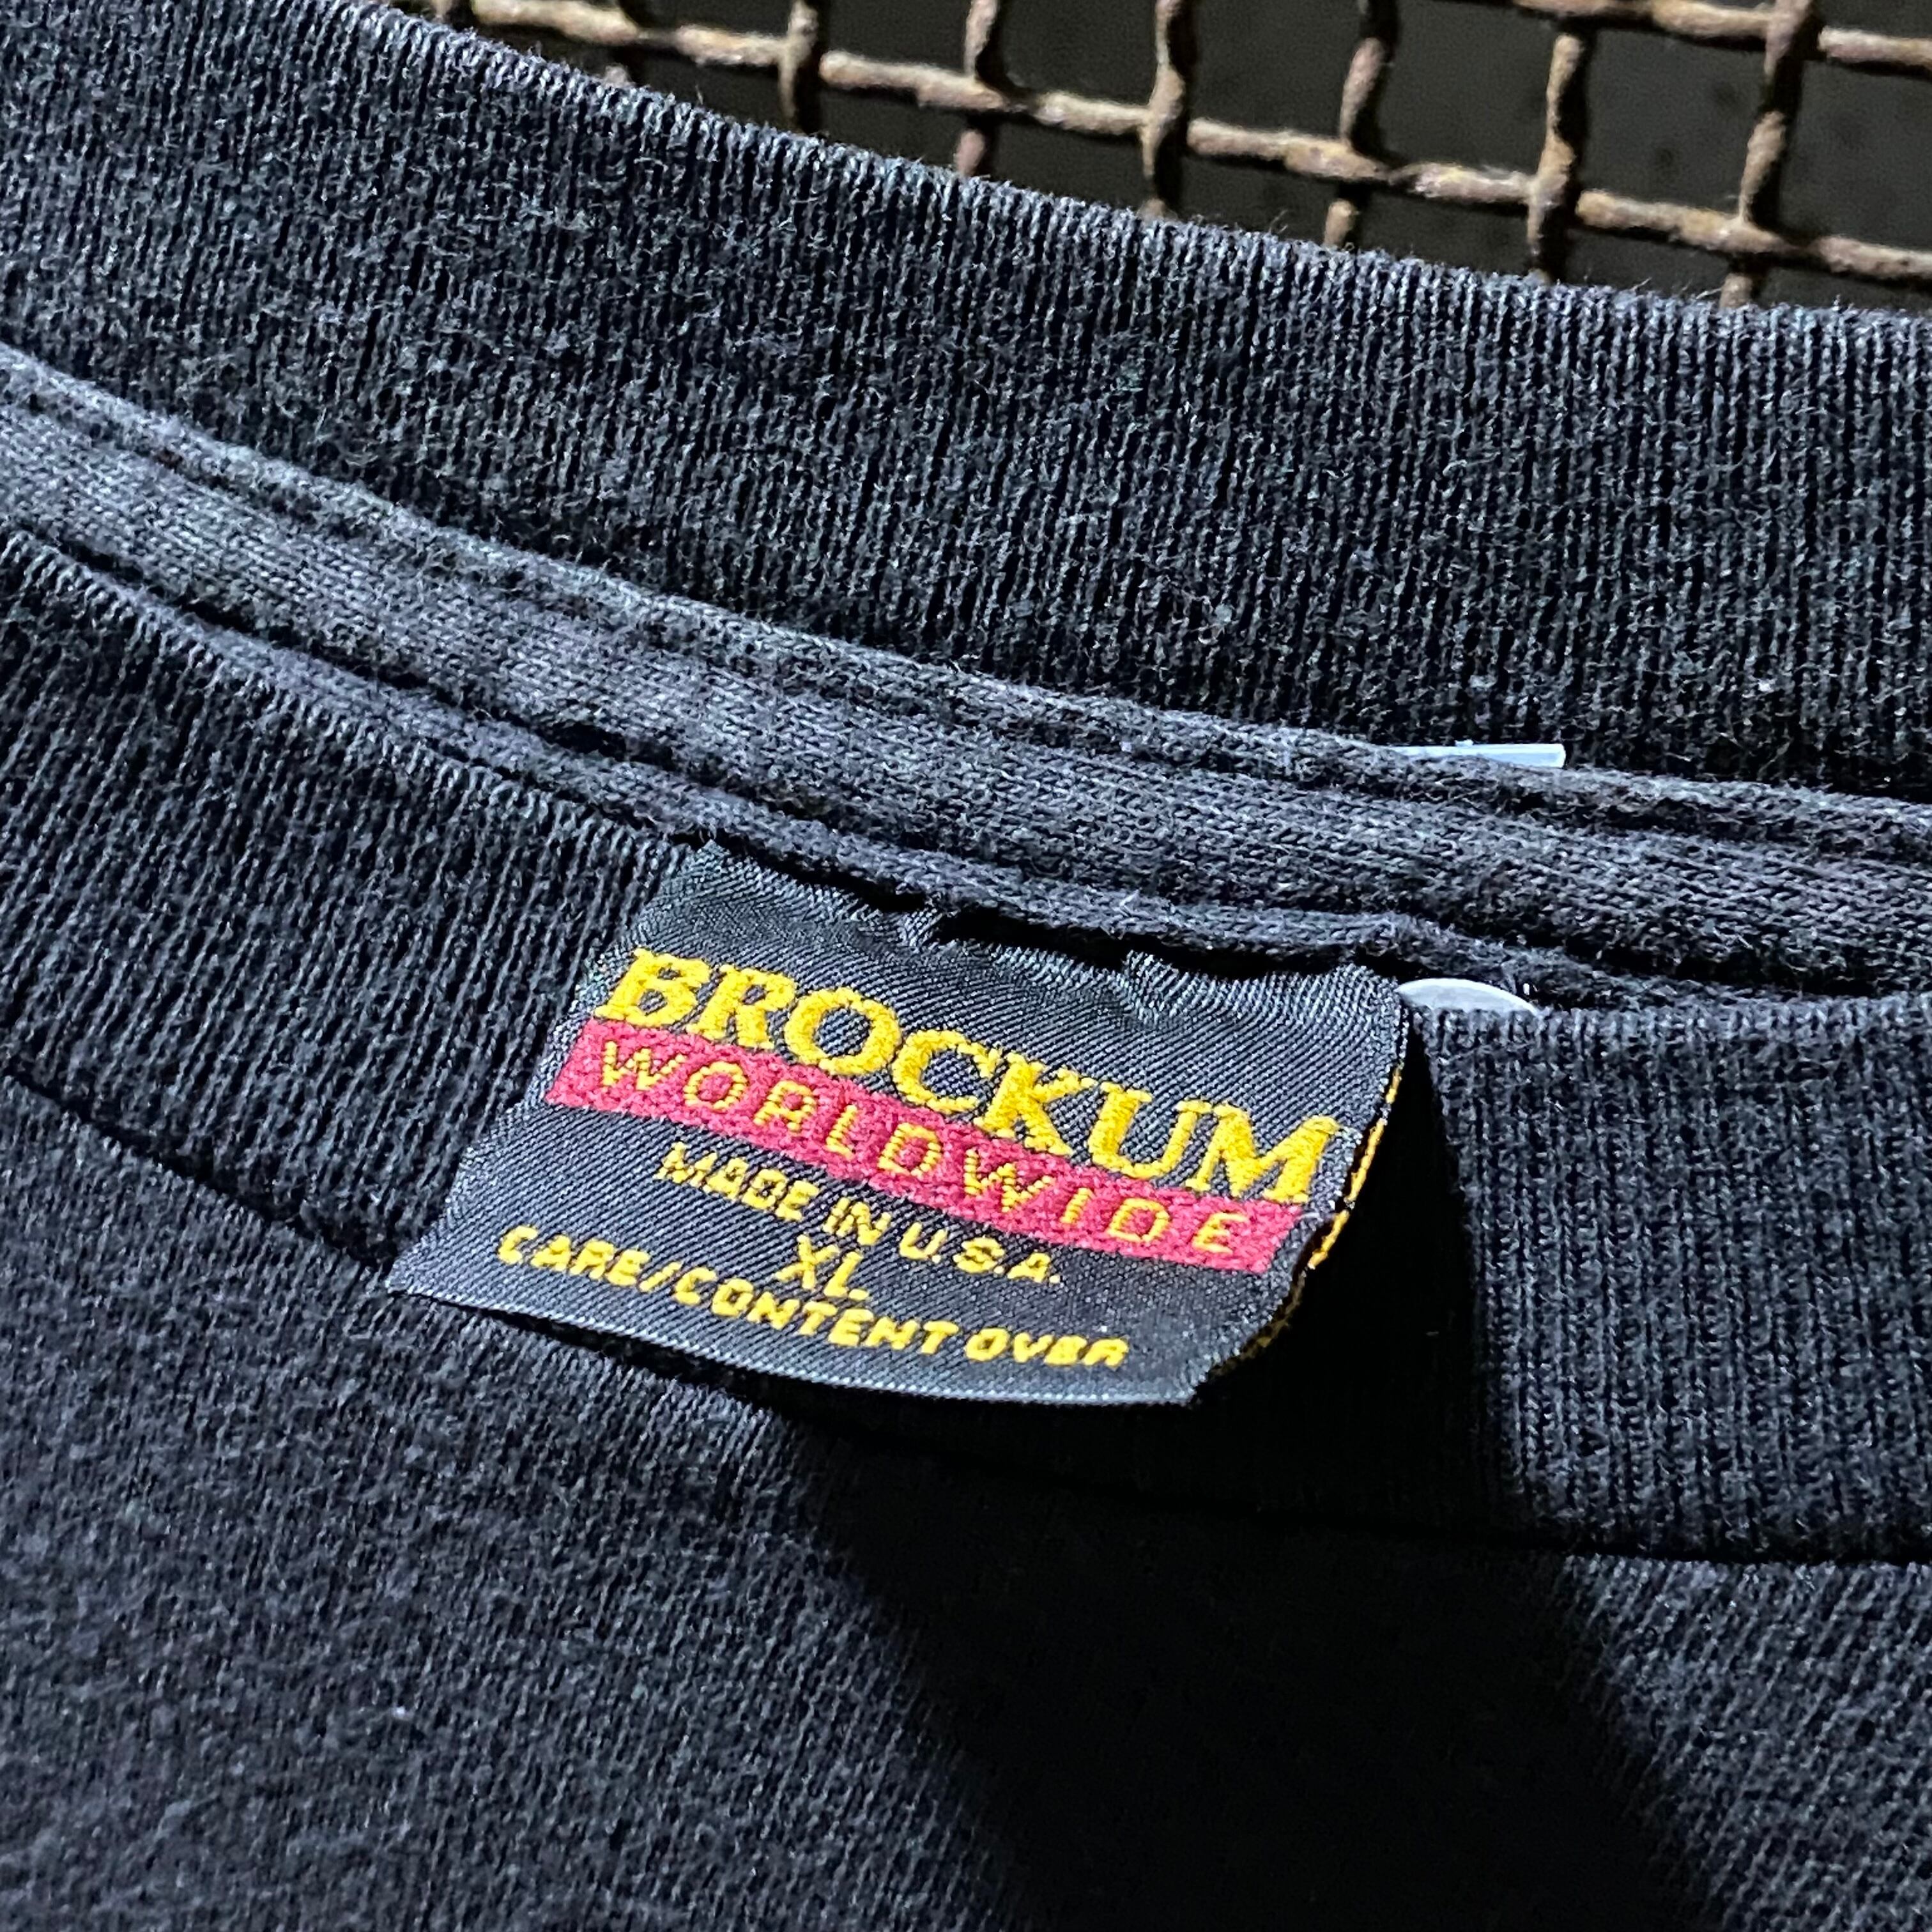 BROCKUM
WORLDWIDE
MADE IN U.S.A.
XL
CARE/CONTENT OVER